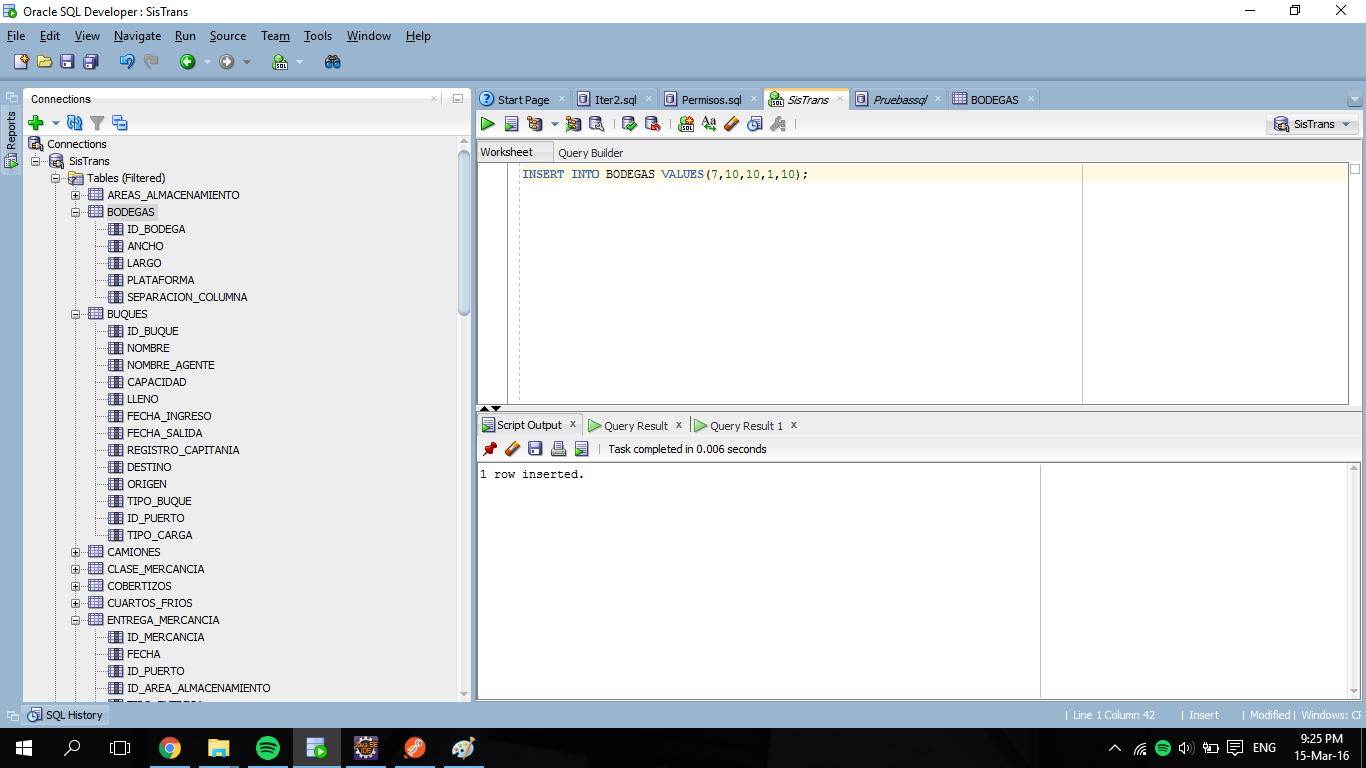 Oracle SQL Developer : SisTrans
File Edit View Navigate Run Source Team Tools Window Help
Reports
Connections
Connections
SisTrans
Tables (Filtered)
AREAS_ALMACENAMIENTO
BODEGAS
ID_BODEGA
ANCHO
LARGO
PLATAFORMA
SEPARACION_COLUMNA
BUQUES
ID_BUQUE
NOMBRE
NOMBRE_AGENTE
CAPACIDAD
LLENO
FECHA_INGRESO
FECHA_SALIDA
REGISTRO_CAPITANIA
DESTINO
ORIGEN
TIPO_BUQUE
ID_PUERTO
TIPO_CARGA
CAMIONES
CLASE_MERCANCIA
COBERTIZOS
CUARTOS_FRIOS
ENTREGA_MERCANCIA
ID_MERCANCIA
FECHA
ID_PUERTO
ID_AREA_ALMACENAMIENTO
Start Page Iter2.sql Permisos.sql SisTrans Pruebassql BODEGAS
SisTrans
Worksheet Query Builder
INSERT INTO BODEGAS VALUES(7,10,10,1,10);
Script Output Query Result Query Result 1
Task completed in 0.006 seconds
1 row inserted.
SQL History
Line 1 Column 42 Insert Modified Windows: CF
ENG 9:25 PM
15-Mar-16